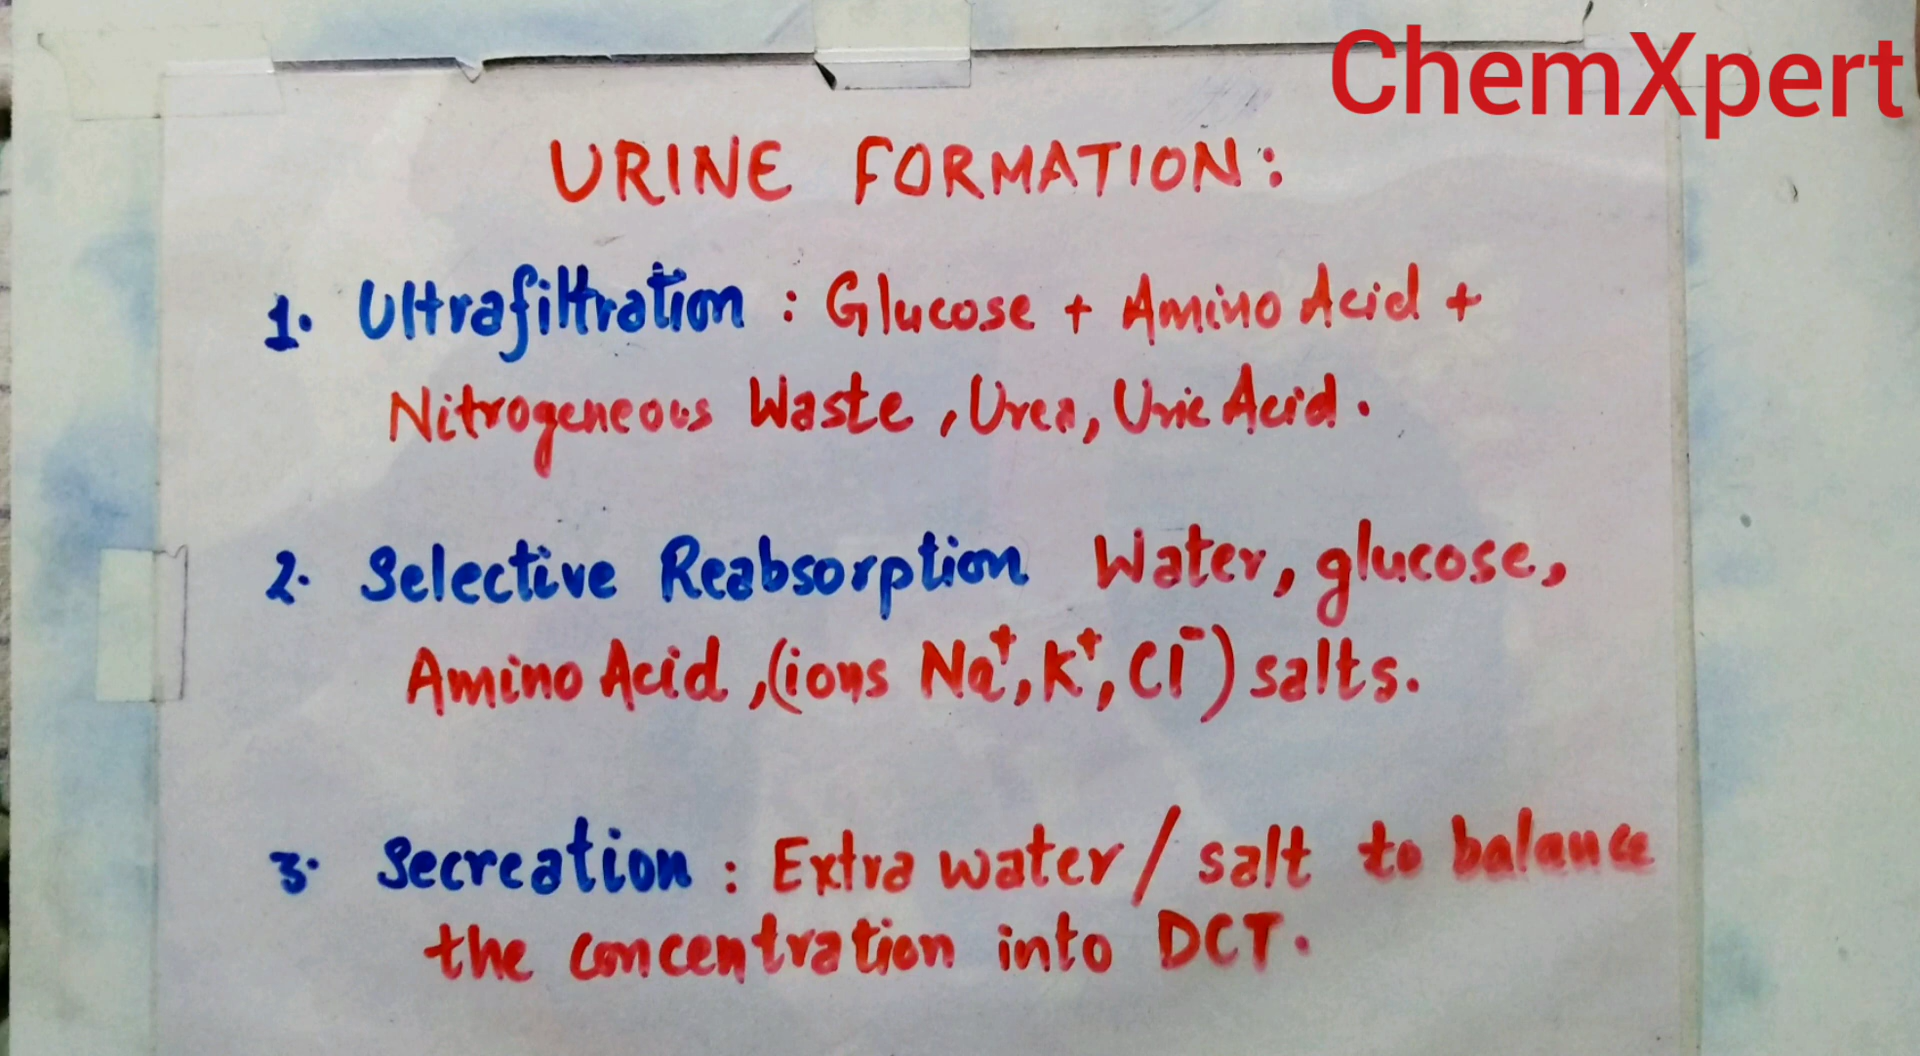 ChemXpert
URINE FORMATION:
1. Ultrafiltration : Glucose + Amino Acid +
Nitrogeneous Waste, Urea, Uric Acid.
2. Selective Reabsorption Water, glucose,
Amino Acid, (ions Na⁺, K⁺, Cl⁻) salts.
3. Secreation : Extra water / salt to balance
the concentration into DCT.